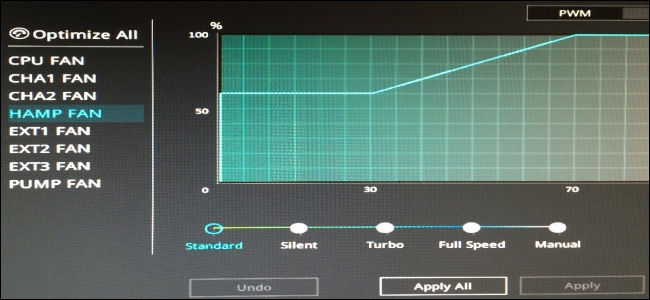 Optimize All
CPU FAN
CHA1 FAN
CHA2 FAN
HAMP FAN
EXT1 FAN
EXT2 FAN
EXT3 FAN
PUMP FAN
%
PWM
100
50
0
30
70
Standard
Silent
Turbo
Full Speed
Manual
Undo
Apply All
Apply